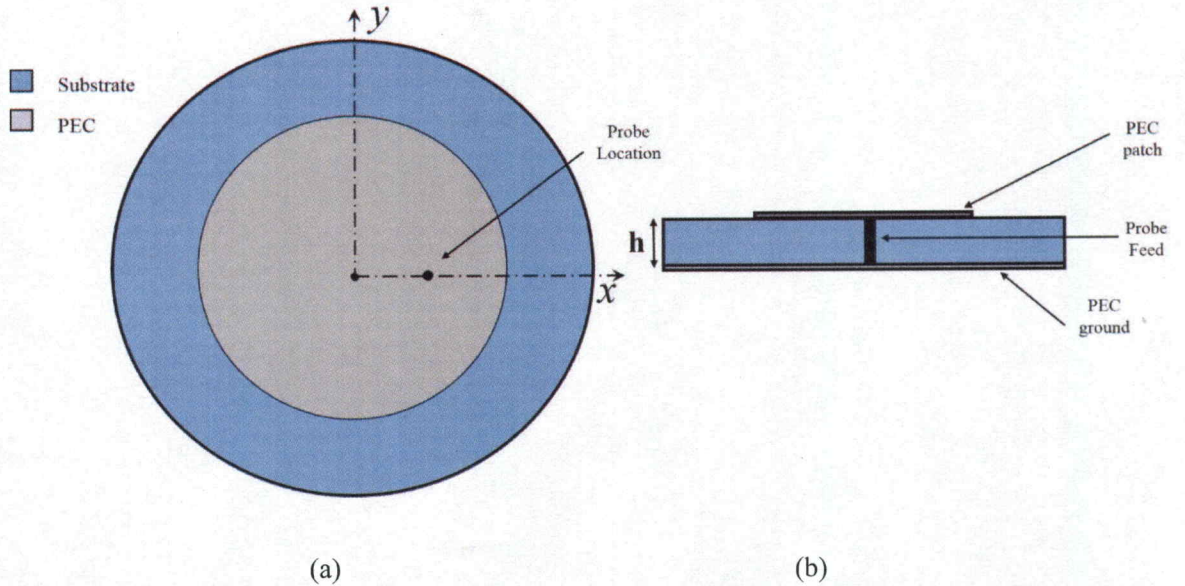 y
Substrate
PEC
Probe
Location
x
(a)
PEC
patch
h
Probe
Feed
PEC
ground
(b)